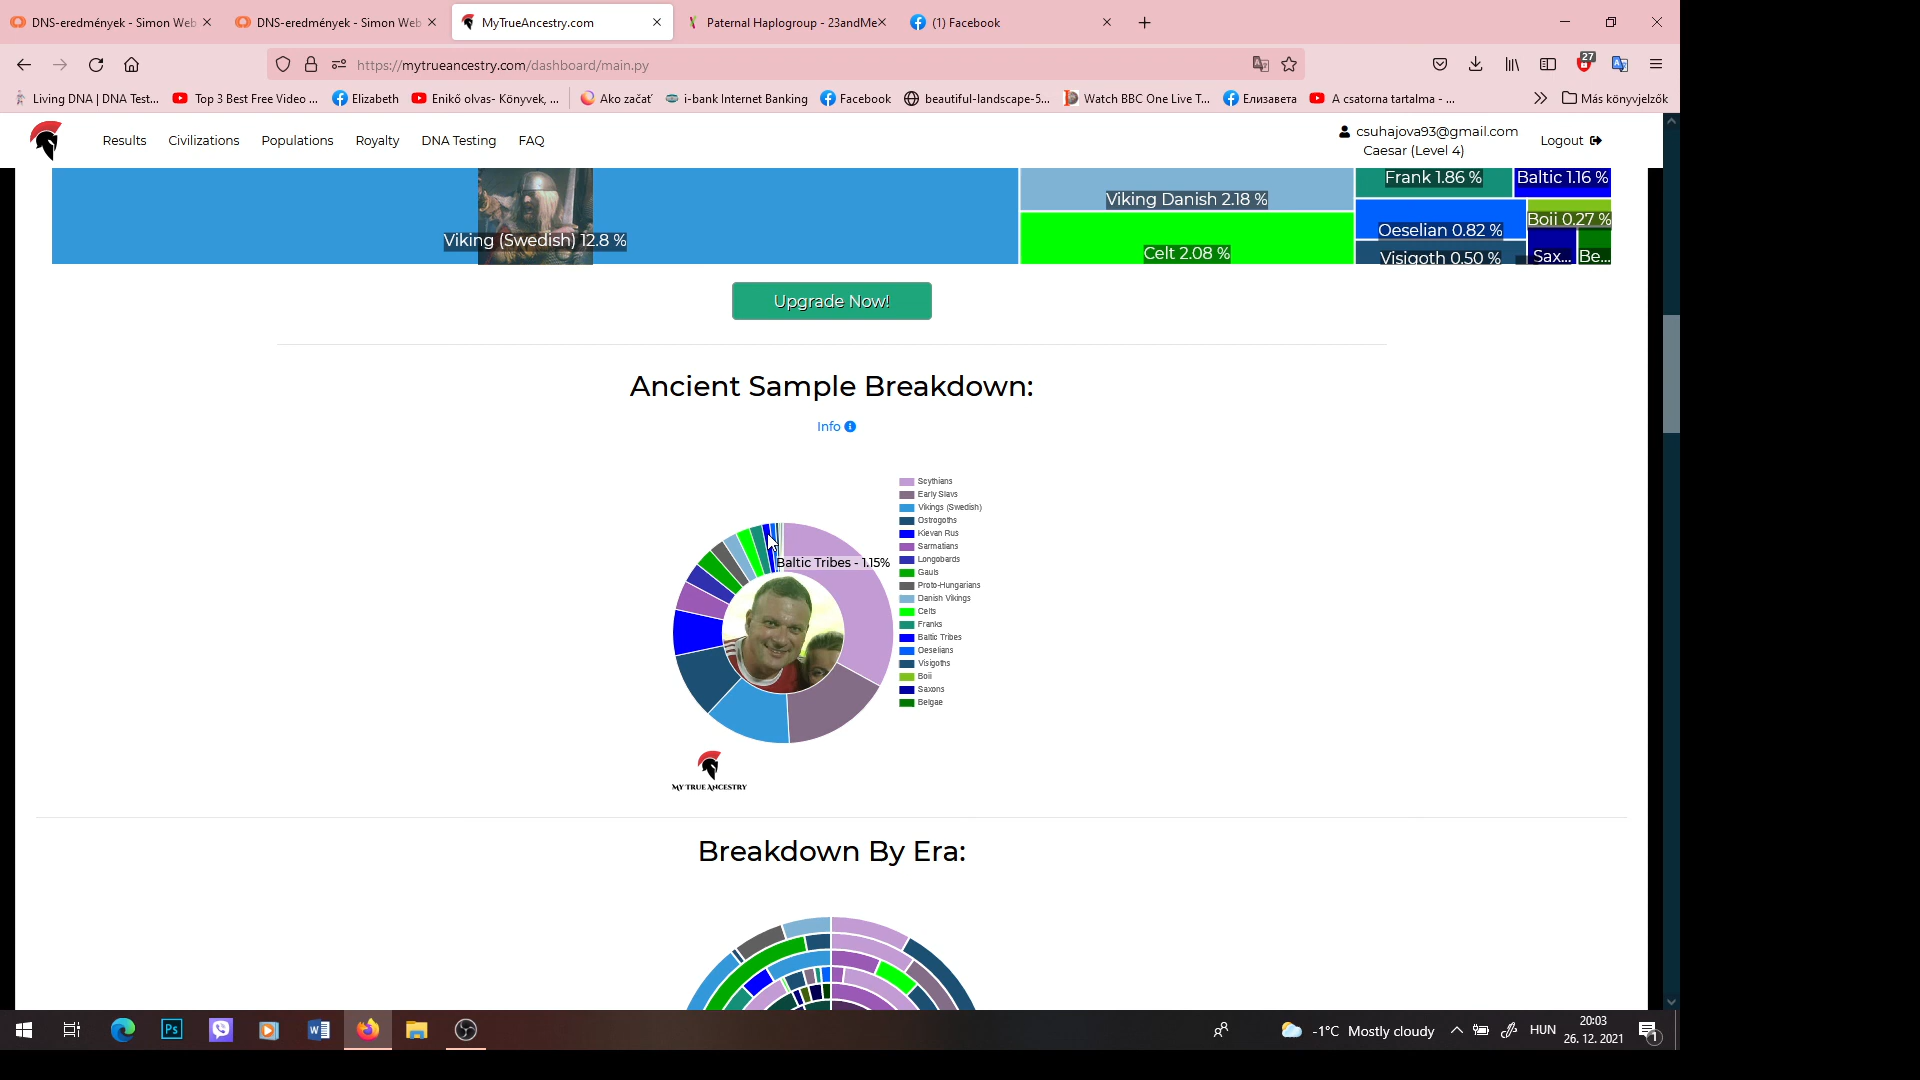 DNS-eredmények - Simon Web
DNS-eredmények - Simon Web
MyTrueAncestry.com
Paternal Haplogroup - 23andMe
(1) Facebook
https://mytrueancestry.com/dashboard/main.py
27
Living DNA | DNA Test...
Top 3 Best Free Video ...
Elizabeth
Enikő olvas- Könyvek, ...
Ako začať
i-bank Internet Banking
Facebook
beautiful-landscape-5...
Watch BBC One Live T...
Елизавета
A csatorna tartalma - ...
Más könyvjelzők
Results
Civilizations
Populations
Royalty
DNA Testing
FAQ
csuhajova93@gmail.com
Caesar (Level 4)
Logout
Viking (Swedish) 12.8 %
Viking Danish 2.18 %
Celt 2.08 %
Frank 1.86 %
Baltic 1.16 %
Oeselian 0.82 %
Boii 0.27 %
Visigoth 0.50 %
Sax...
Be...
Upgrade Now!
Ancient Sample Breakdown:
Info
Scythians
Early Slavs
Vikings (Swedish)
Ostrogoths
Kievan Rus
Sarmatians
Longobards
Gauls
Proto-Hungarians
Danish Vikings
Celts
Franks
Baltic Tribes
Oeselians
Visigoths
Boii
Saxons
Belgae
Baltic Tribes - 1.15%
MY TRUE ANCESTRY
Breakdown By Era:
-1°C Mostly cloudy
HUN
20:03
26. 12. 2021
1